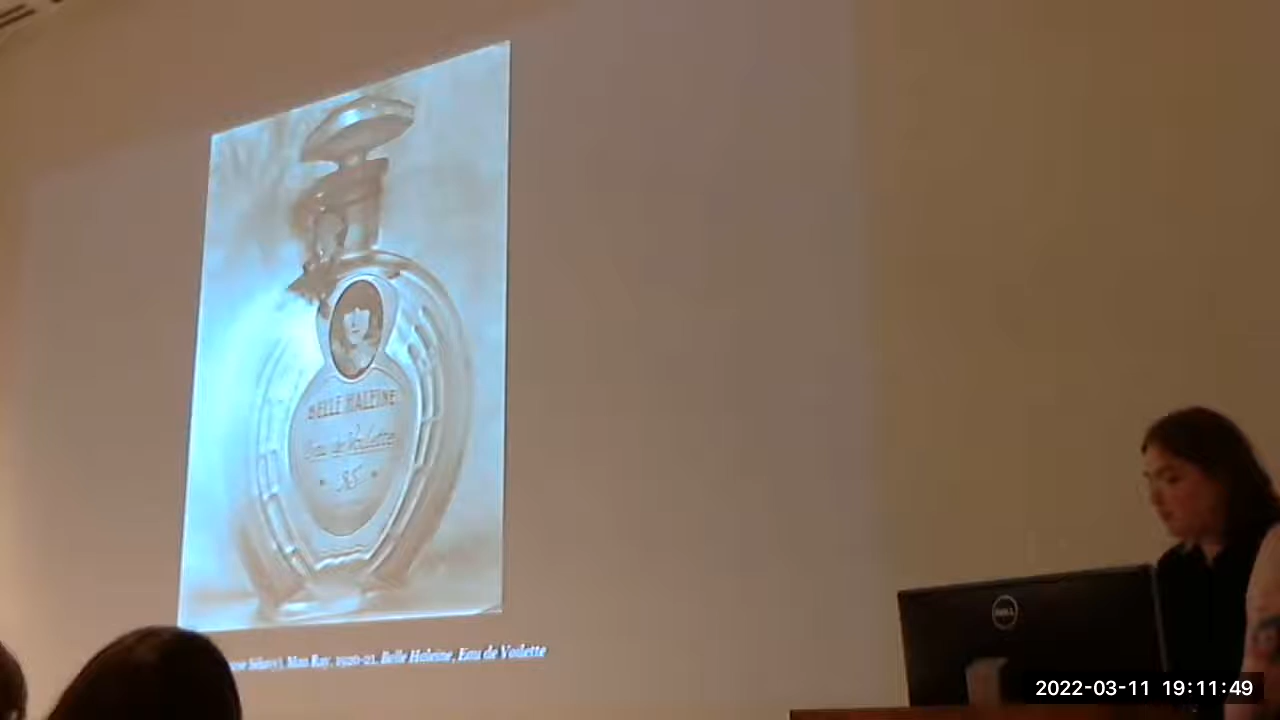 BELLE HALEINE
Eau de Voilette
RS
Man Ray, 1920-21, Belle Haleine, Eau de Voilette
DELL
2022-03-11 19:11:49